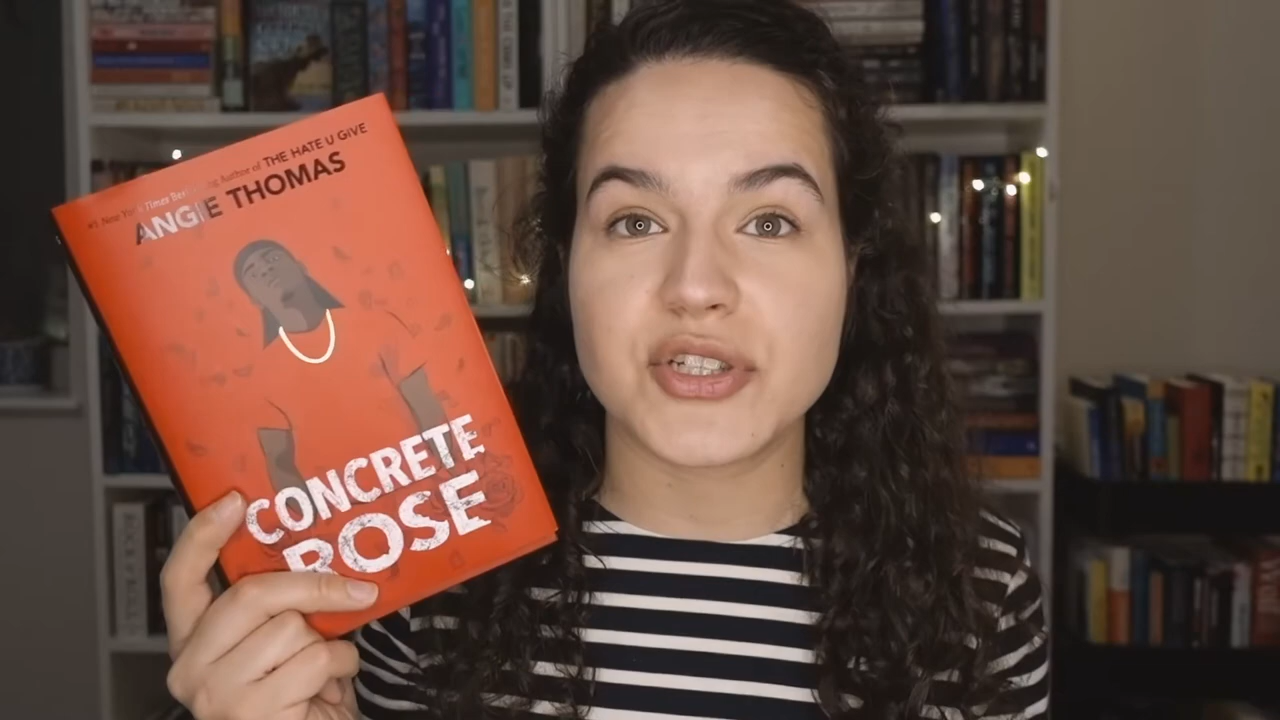 #1 New York Times Bestselling Author of THE HATE U GIVE
ANGIE THOMAS
CONCRETE
ROSE